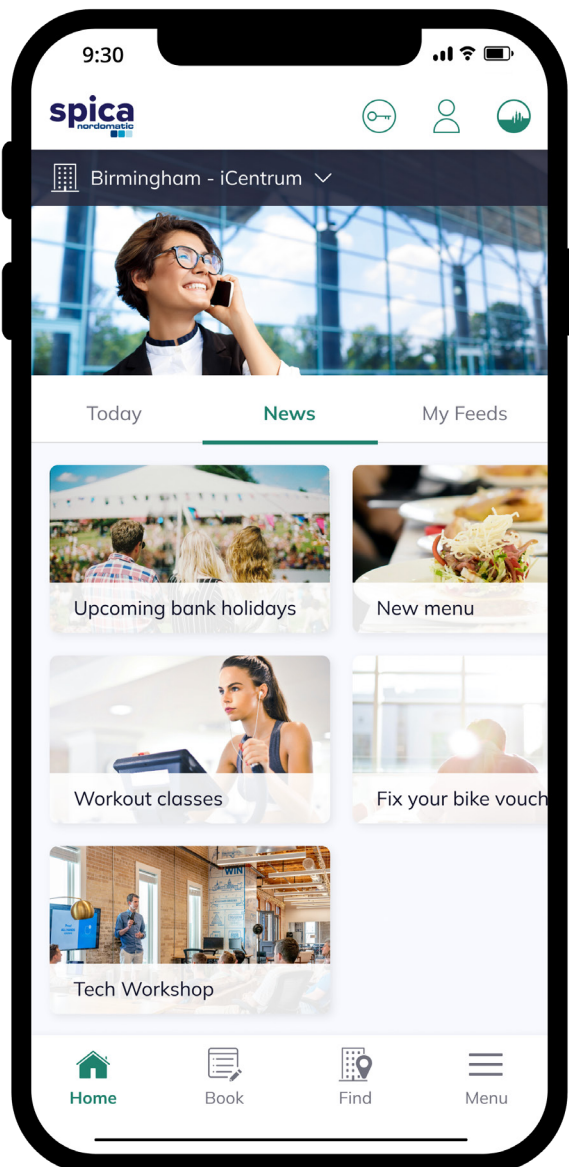 9:30
spica
nordomatic
Birmingham - iCentrum
Today
News
My Feeds
Upcoming bank holidays
New menu
Workout classes
Fix your bike vouch
WIN
Tech Workshop
Home
Book
Find
Menu